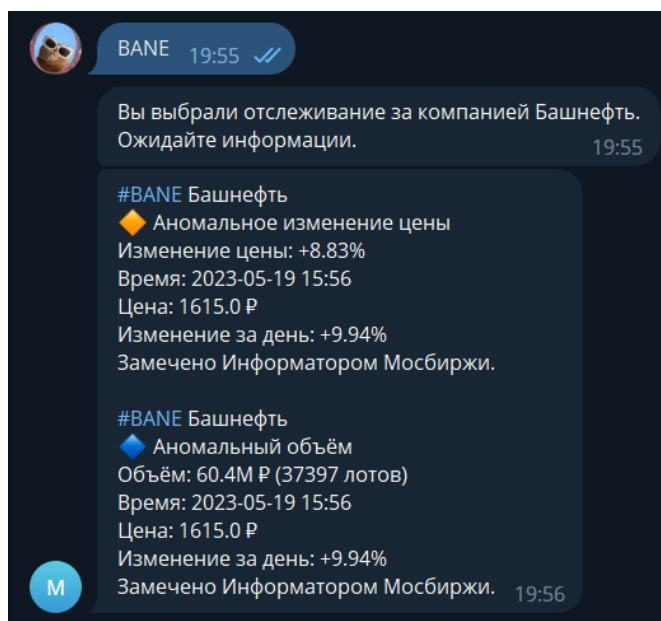 BANE 19:55
Вы выбрали отслеживание за компанией Башнефть.
Ожидайте информации. 19:55
#BANE Башнефть
🔶 Аномальное изменение цены
Изменение цены: +8.83%
Время: 2023-05-19 15:56
Цена: 1615.0 ₽
Изменение за день: +9.94%
Замечено Информатором Мосбиржи.
#BANE Башнефть
🔷 Аномальный объём
Объём: 60.4M ₽ (37397 лотов)
Время: 2023-05-19 15:56
Цена: 1615.0 ₽
Изменение за день: +9.94%
Замечено Информатором Мосбиржи. 19:56
М